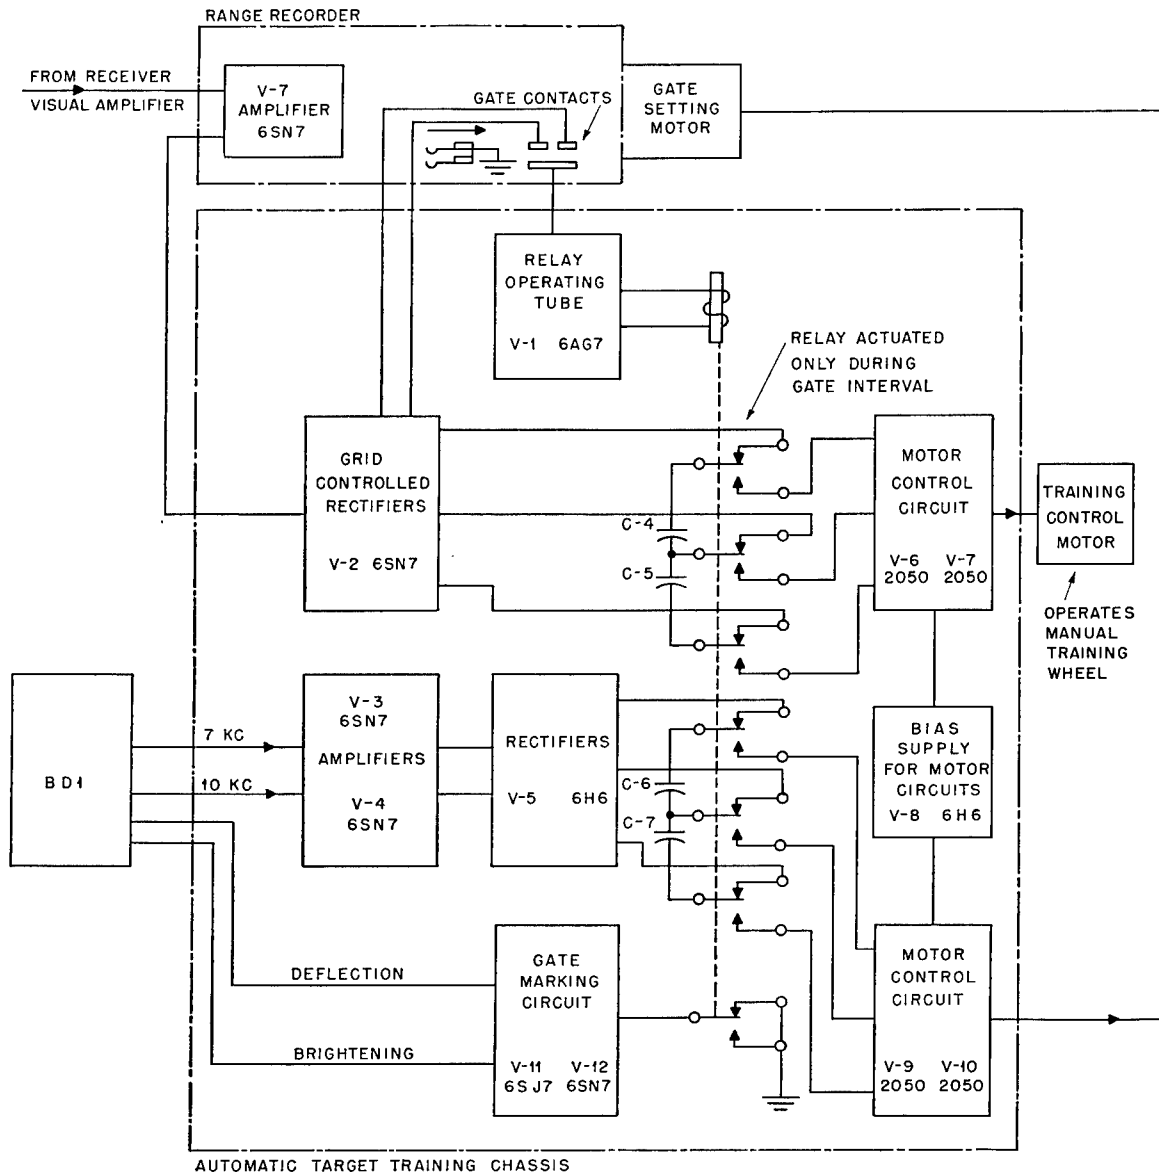 RANGE RECORDER
FROM RECEIVER
VISUAL AMPLIFIER
V-7
AMPLIFIER
6SN7
GATE CONTACTS
GATE
SETTING
MOTOR
RELAY
OPERATING
TUBE
V-1 6AG7
RELAY ACTUATED
ONLY DURING
GATE INTERVAL
GRID
CONTROLLED
RECTIFIERS
V-2 6SN7
C-4
C-5
MOTOR
CONTROL
CIRCUIT
V-6 V-7
2050 2050
TRAINING
CONTROL
MOTOR
OPERATES
MANUAL
TRAINING
WHEEL
BD1
7 KC
10 KC
V-3
6SN7
AMPLIFIERS
V-4
6SN7
RECTIFIERS
V-5 6H6
C-6
C-7
BIAS
SUPPLY
FOR MOTOR
CIRCUITS
V-8 6H6
DEFLECTION
BRIGHTENING
GATE
MARKING
CIRCUIT
V-11 V-12
6SJ7 6SN7
MOTOR
CONTROL
CIRCUIT
V-9 V-10
2050 2050
AUTOMATIC TARGET TRAINING CHASSIS